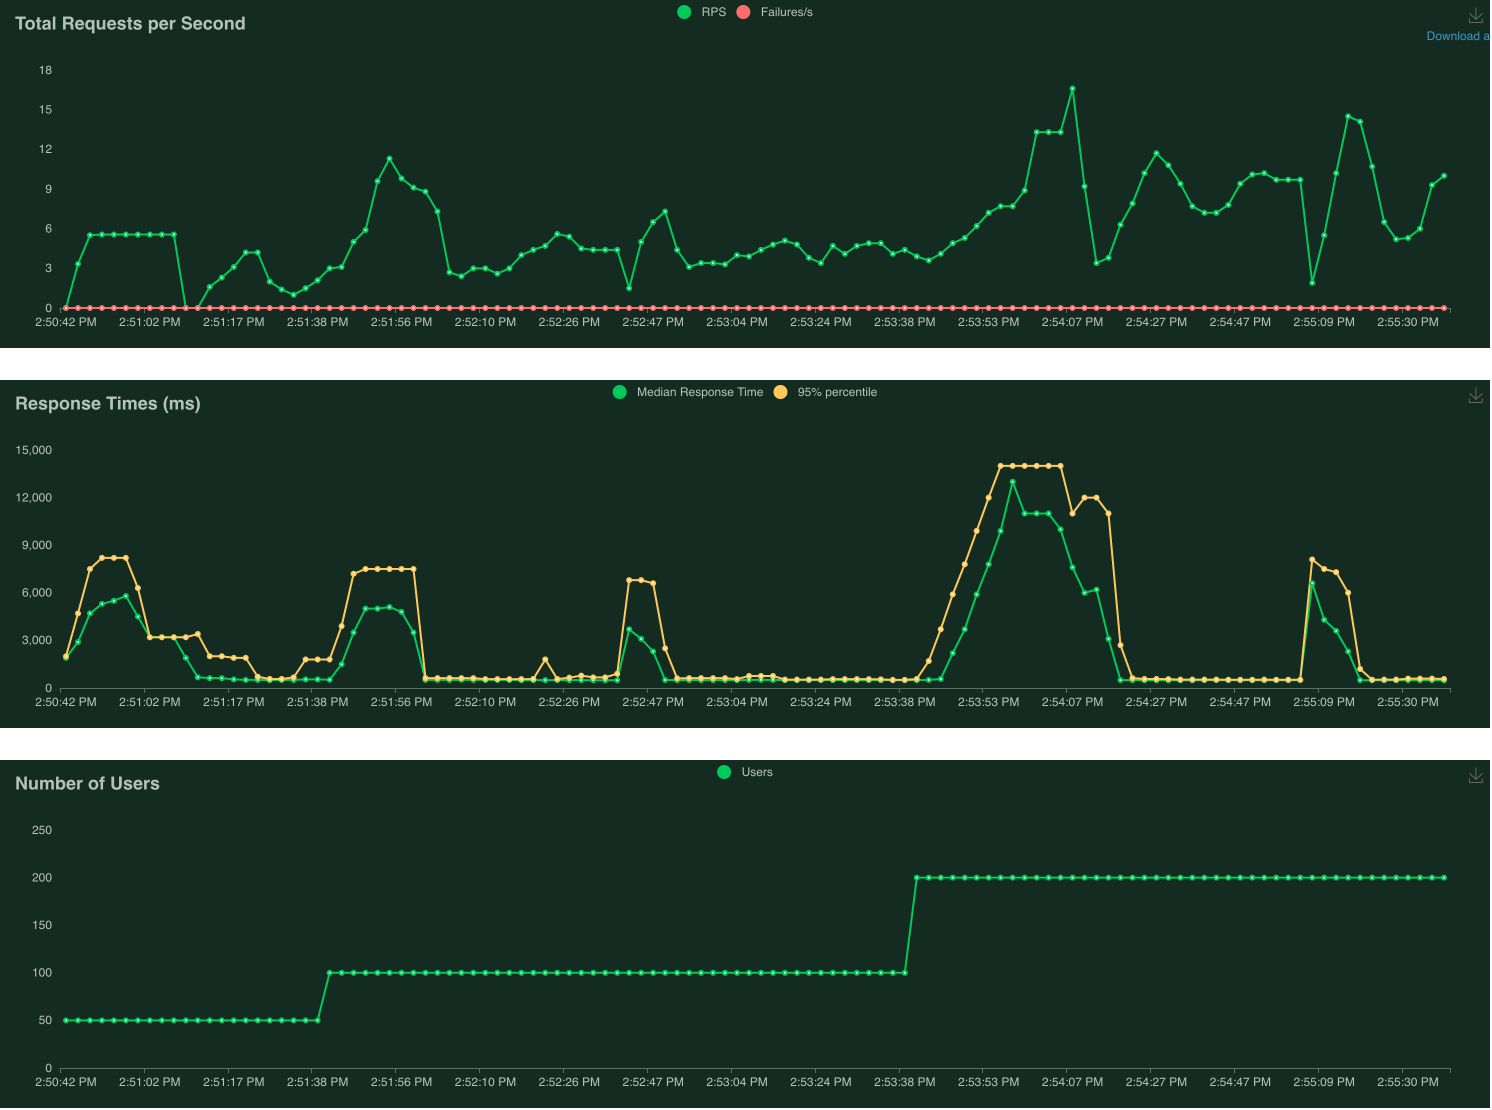 Total Requests per Second
RPS Failures/s
Download a
18
15
12
9
6
3
0
2:50:42 PM 2:51:02 PM 2:51:17 PM 2:51:38 PM 2:51:56 PM 2:52:10 PM 2:52:26 PM 2:52:47 PM 2:53:04 PM 2:53:24 PM 2:53:38 PM 2:53:53 PM 2:54:07 PM 2:54:27 PM 2:54:47 PM 2:55:09 PM 2:55:30 PM
Response Times (ms)
Median Response Time 95% percentile
15,000
12,000
9,000
6,000
3,000
0
2:50:42 PM 2:51:02 PM 2:51:17 PM 2:51:38 PM 2:51:56 PM 2:52:10 PM 2:52:26 PM 2:52:47 PM 2:53:04 PM 2:53:24 PM 2:53:38 PM 2:53:53 PM 2:54:07 PM 2:54:27 PM 2:54:47 PM 2:55:09 PM 2:55:30 PM
Number of Users
Users
250
200
150
100
50
0
2:50:42 PM 2:51:02 PM 2:51:17 PM 2:51:38 PM 2:51:56 PM 2:52:10 PM 2:52:26 PM 2:52:47 PM 2:53:04 PM 2:53:24 PM 2:53:38 PM 2:53:53 PM 2:54:07 PM 2:54:27 PM 2:54:47 PM 2:55:09 PM 2:55:30 PM